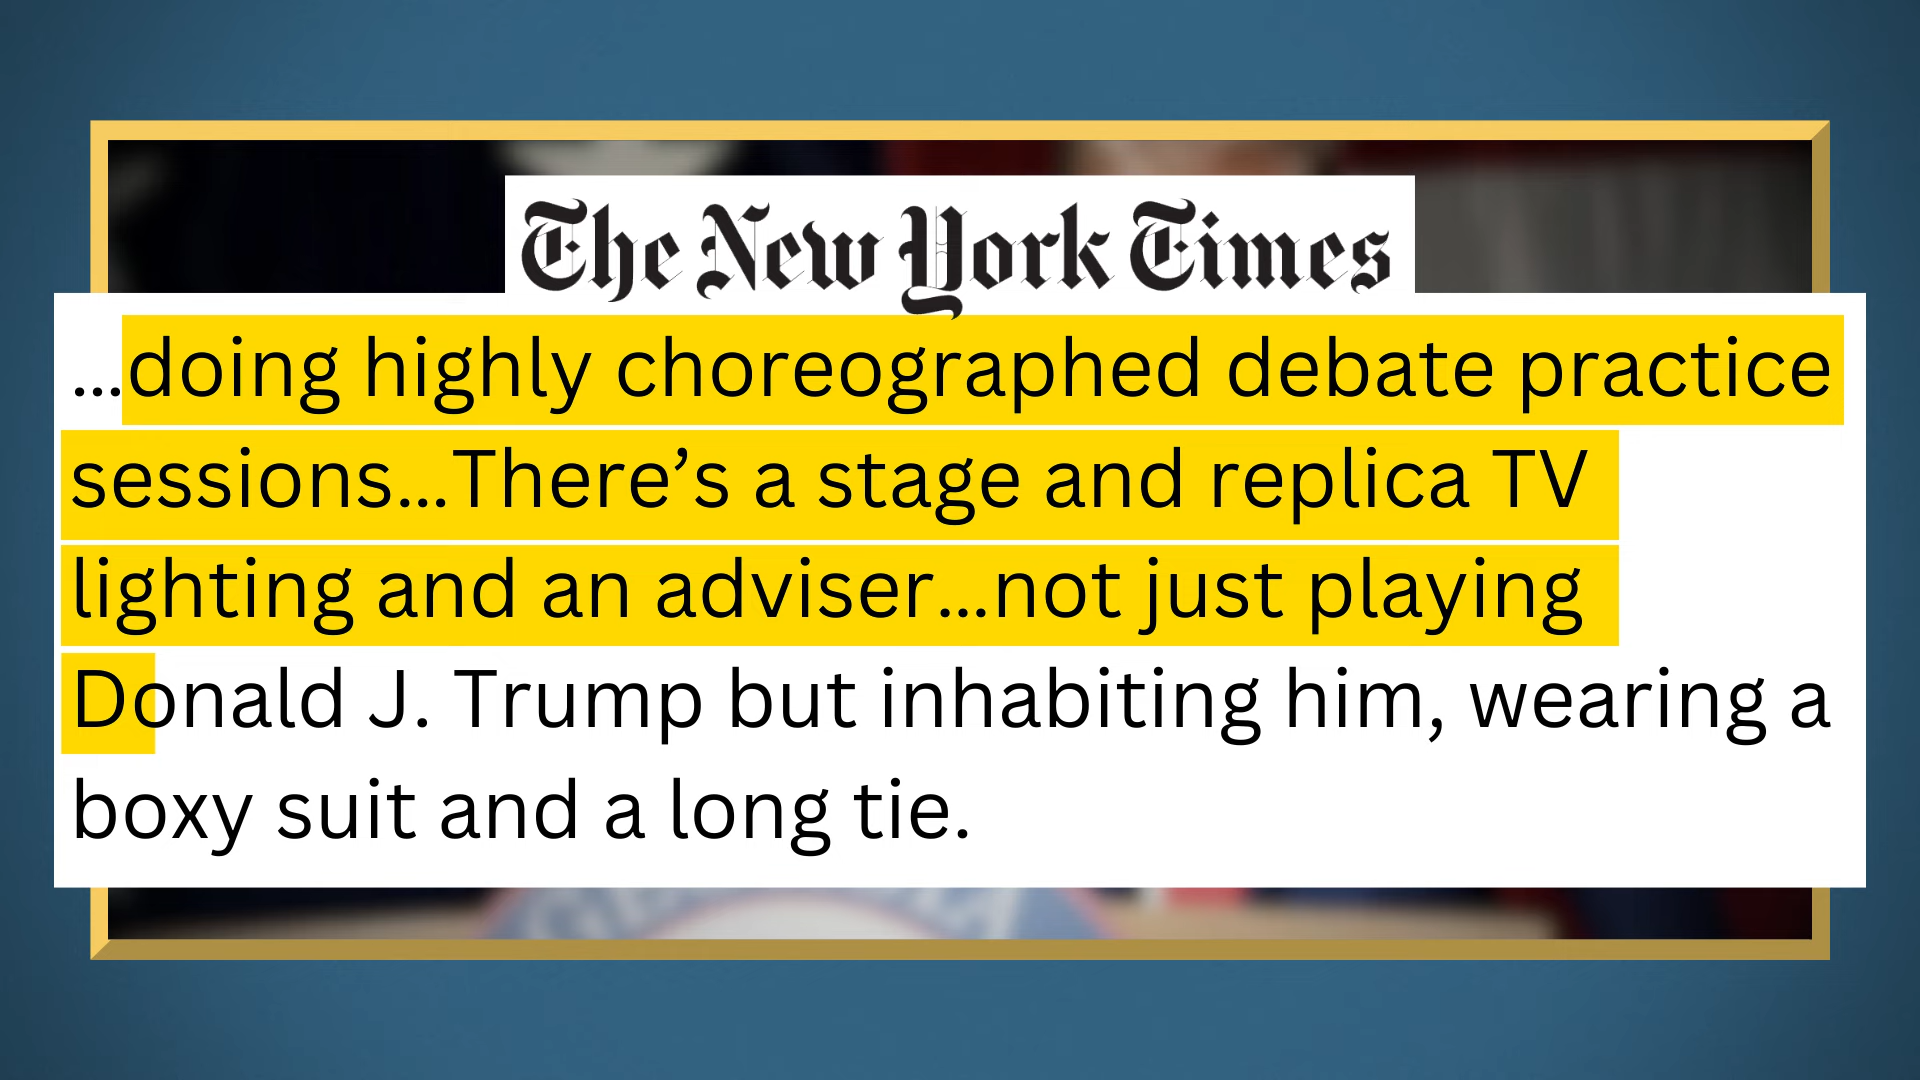 The New York Times
...doing highly choreographed debate practice
sessions...There’s a stage and replica TV
lighting and an adviser...not just playing
Donald J. Trump but inhabiting him, wearing a
boxy suit and a long tie.